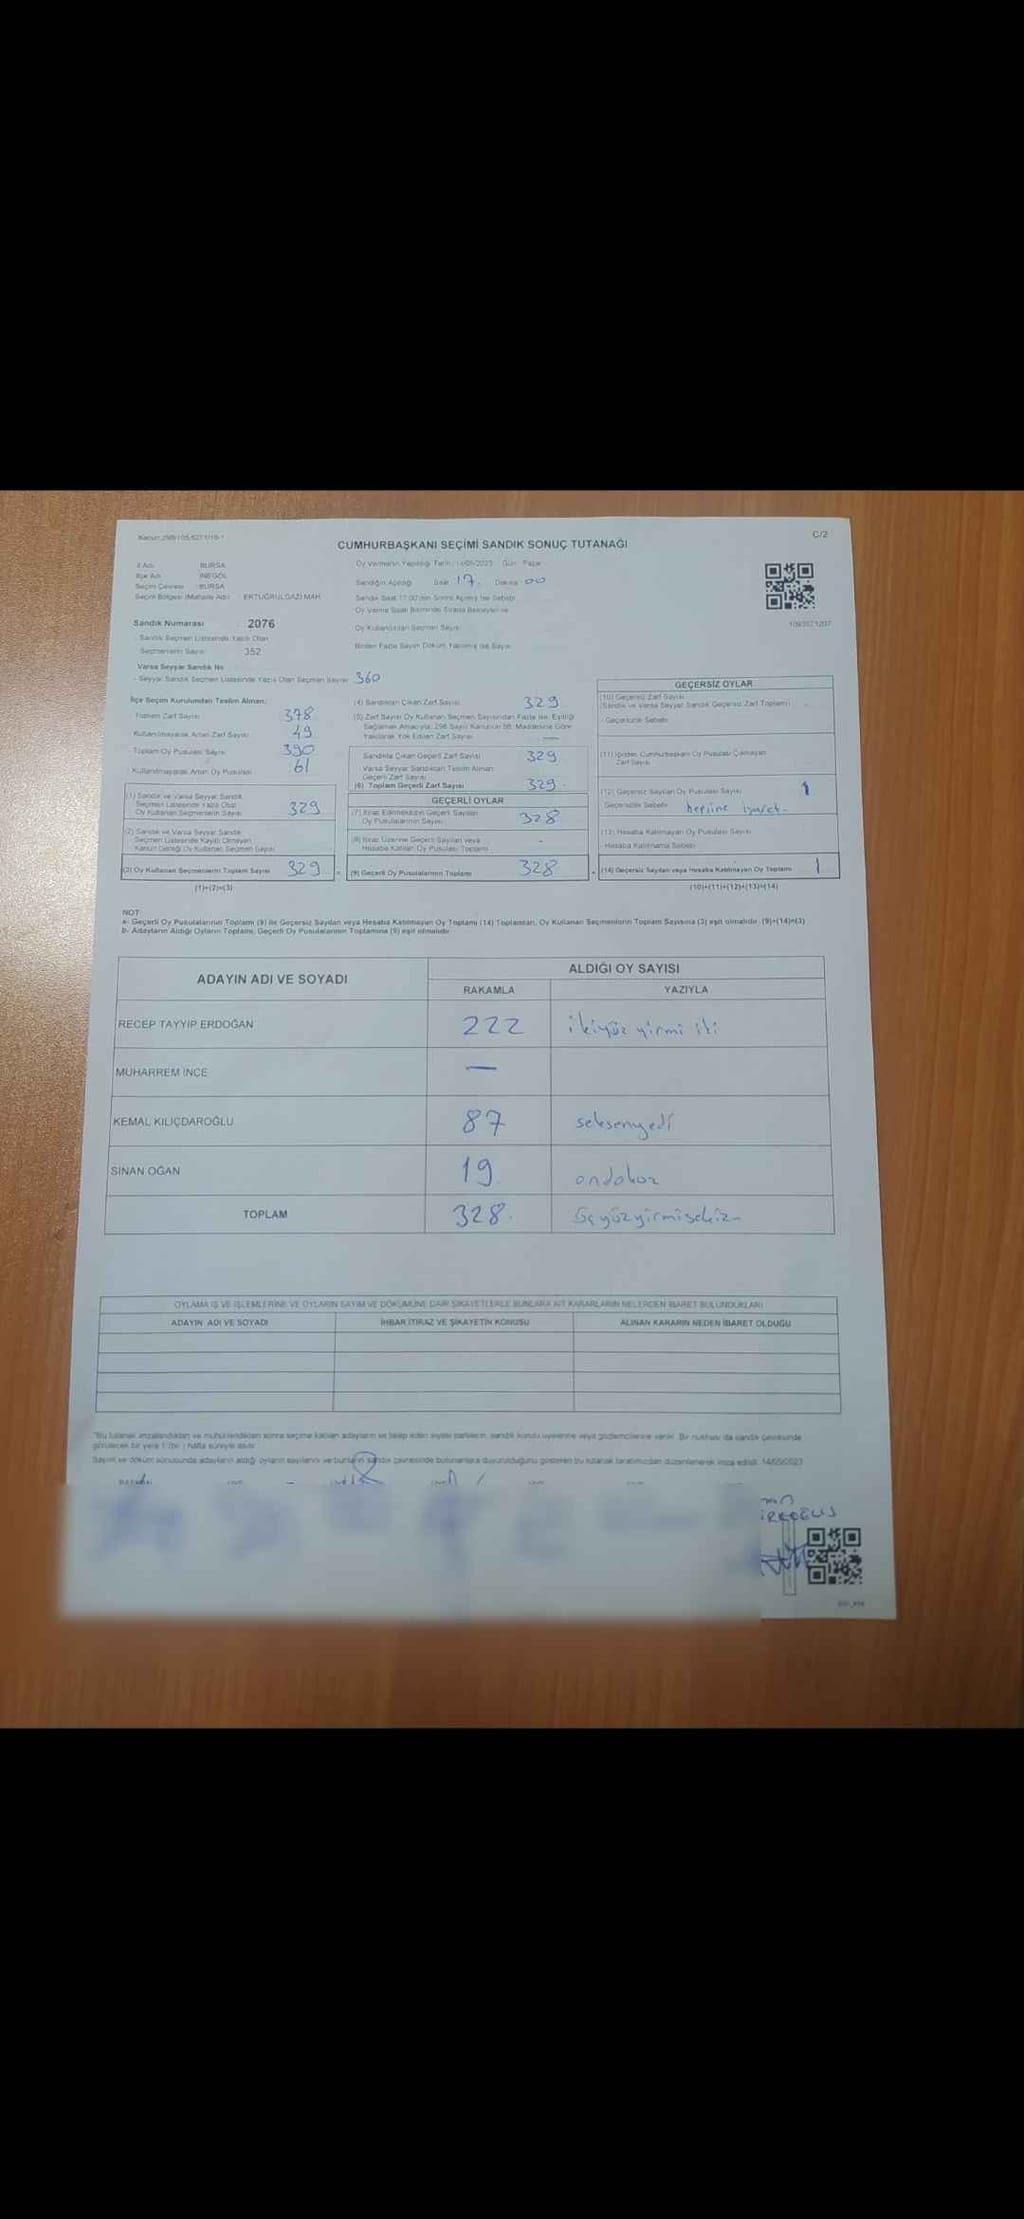 C/2
CUMHURBAŞKANI SEÇİMİ SANDIK SONUÇ TUTANAĞI
İl Adı BURSA
İlçe Adı İNEGÖL
Seçim Çevresi BURSA
Seçim Bölgesi (Mahalle Adı) ERTUĞRULGAZİ MAH
Oy Vermenin Yapıldığı Tarih: 14/05/2023 Gün: Pazar
Sandığın Açıldığı Saat 17 Dakika 00
Sandık Saat 17:00'den Sonra Açılmış İse Sebebi
Oy Kullandırılan Seçmen Sayısı
Birden Fazla Sayım Döküm Yapılmış İse Sayısı
Sandık Numarası 2076
Sandık Seçmen Listesinde Yazılı Olan
Seçmenlerin Sayısı 352
Varsa Seyyar Sandık No
- Seyyar Sandık Seçmen Listesinde Yazılı Olan Seçmen Sayısı 360
İlçe Seçim Kurulundan Teslim Alınan:
Toplam Zarf Sayısı 378
Kullanılmayarak Artan Zarf Sayısı 49
Toplam Oy Pusulası Sayısı 390
Kullanılmayarak Artan Oy Pusulası 61
(1) Sandık ve Varsa Seyyar Sandık
Seçmen Listesinde Yazılı Olup
Oy Kullanan Seçmenlerin Sayısı 329
(2) Sandık ve Varsa Seyyar Sandık
Seçmen Listesinde Kayıtlı Olmayan
Kanun Gereği Oy Kullanan Seçmen Sayısı
(3) Oy Kullanan Seçmenlerin Toplam Sayısı 329
(1)+(2)=(3)
(4) Sandıktan Çıkan Zarf Sayısı 329
(5) Zarf Sayısı Oy Kullanan Seçmen Sayısından Fazla İse, Eşitliği
Sağlamak Amacıyla, 298 Sayılı Kanunun 98. Maddesine Göre
Yakılarak Yok Edilen Zarf Sayısı —
Sandıkta Çıkan Geçerli Zarf Sayısı 329
Varsa Seyyar Sandıktan Teslim Alınan
Geçerli Zarf Sayısı
(6) Toplam Geçerli Zarf Sayısı 329
GEÇERLİ OYLAR
(7) İtiraz Edilmeksizin Geçerli Sayılan
Oy Pusulalarının Sayısı 328
(8) İtiraz Üzerine Geçerli Sayılan veya
Hesaba Katılan Oy Pusulası Toplamı -
(9) Geçerli Oy Pusulalarının Toplamı 328
GEÇERSİZ OYLAR
(10) Geçersiz Zarf Sayısı
(Sandık ve Varsa Seyyar Sandık Geçersiz Zarf Toplamı)
- Geçersizlik Sebebi
(11) İçinden Cumhurbaşkanı Oy Pusulası Çıkmayan
Zarf Sayısı
(12) Geçersiz Sayılan Oy Pusulası Sayısı 1
Geçersizlik Sebebi hepsine işaret
(13) Hesaba Katılmayan Oy Pusulası Sayısı
- Hesaba Katılmama Sebebi
(14) Geçersiz Sayılan veya Hesaba Katılmayan Oy Toplamı 1
(10)+(11)+(12)+(13)=(14)
NOT:
a- Geçerli Oy Pusulalarının Toplamı (9) ile Geçersiz Sayılan veya Hesaba Katılmayan Oy Toplamı (14) Toplamları, Oy Kullanan Seçmenlerin Toplam Sayısına (3) eşit olmalıdır. (9)+(14)=(3)
b- Adayların Aldığı Oyların Toplamı, Geçerli Oy Pusulalarının Toplamına (9) eşit olmalıdır
ADAYIN ADI VE SOYADI
ALDIĞI OY SAYISI
RAKAMLA YAZIYLA
RECEP TAYYİP ERDOĞAN 222 ikiyüz yirmi iki
MUHARREM İNCE —
KEMAL KILIÇDAROĞLU 87 seksenyedi
SİNAN OĞAN 19 ondokuz
TOPLAM 328 üçyüzyirmisekiz
OYLAMA İŞ VE İŞLEMLERİNE VE OYLARIN SAYIM VE DÖKÜMÜNE DAİR ŞİKAYETLERLE BUNLARA AİT KARARLARIN NELERDEN İBARET BULUNDUKLARI
ADAYIN ADI VE SOYADI
İHBAR İTİRAZ VE ŞİKAYETİN KONUSU
ALINAN KARARIN NEDEN İBARET OLDUĞU
"Bu tutanak imzalandıktan ve mühürlendikten sonra seçime katılan adayların ve talep eden siyasi partilerin, sandık kurulu üyelerine veya gözlemcilerine verilir. Bir nüshası da sandık çevresinde
görülecek bir yere 1 (bir) hafta süreyle asılır.
Sayım ve döküm sonucunda adayların aldığı oyların sayılarını ve bunların sandık çevresinde bulunanlara duyurulduğunu gösteren bu tutanak tarafımızdan düzenlenerek imza edildi. 14/05/2023